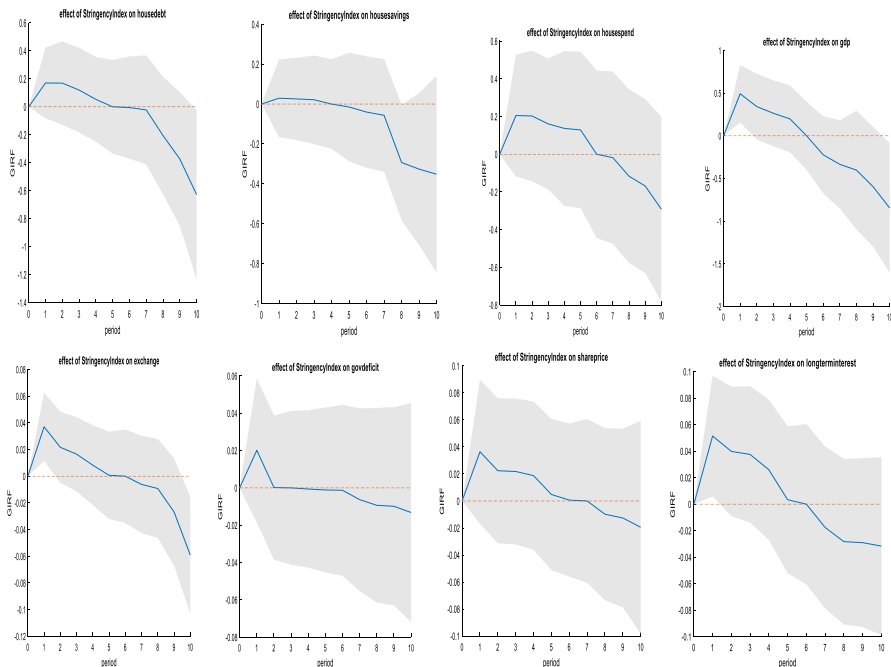 effect of StringencyIndex on housedebt
GIRF
0.6
0.4
0.2
0
-0.2
-0.4
-0.6
-0.8
-1
-1.2
-1.4
0 1 2 3 4 5 6 7 8 9 10
period
effect of StringencyIndex on housesavings
GIRF
0.4
0.2
0
-0.2
-0.4
-0.6
-0.8
-1
0 1 2 3 4 5 6 7 8 9 10
period
effect of StringencyIndex on housespend
GIRF
0.6
0.4
0.2
0
-0.2
-0.4
-0.6
-0.8
0 1 2 3 4 5 6 7 8 9 10
period
effect of StringencyIndex on gdp
GIRF
1
0.5
0
-0.5
-1
-1.5
-2
0 1 2 3 4 5 6 7 8 9 10
period
effect of StringencyIndex on exchange
GIRF
0.08
0.06
0.04
0.02
0
-0.02
-0.04
-0.06
-0.08
-0.1
-0.12
0 1 2 3 4 5 6 7 8 9 10
period
effect of StringencyIndex on govdeficit
GIRF
0.06
0.04
0.02
0
-0.02
-0.04
-0.06
-0.08
0 1 2 3 4 5 6 7 8 9 10
period
effect of StringencyIndex on shareprice
GIRF
0.1
0.08
0.06
0.04
0.02
0
-0.02
-0.04
-0.06
-0.08
-0.1
0 1 2 3 4 5 6 7 8 9 10
period
effect of StringencyIndex on longterminterest
GIRF
0.1
0.08
0.06
0.04
0.02
0
-0.02
-0.04
-0.06
-0.08
-0.1
0 1 2 3 4 5 6 7 8 9 10
period